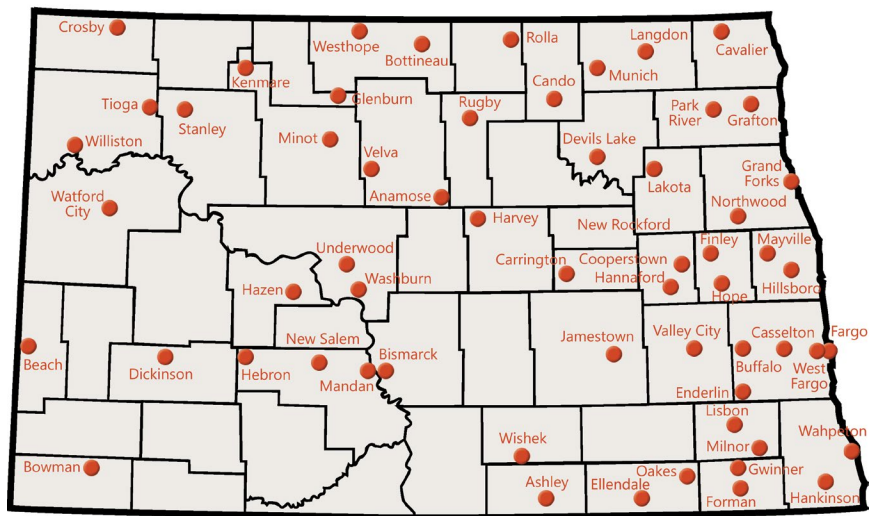 Crosby
Westhope
Bottineau
Rolla
Langdon
Cavalier
Kenmare
Munich
Cando
Glenburn
Tioga
Stanley
Rugby
Park
River
Grafton
Minot
Williston
Devils Lake
Velva
Lakota
Grand
Forks
Anamose
Watford
City
Northwood
Harvey
New Rockford
Underwood
Carrington
Cooperstown
Finley
Mayville
Hannaford
Washburn
Hazen
Hope
Hillsboro
New Salem
Jamestown
Valley City
Casselton
Fargo
Beach
Dickinson
Hebron
Mandan
Bismarck
Buffalo
West
Fargo
Enderlin
Lisbon
Wishek
Milnor
Wahpeton
Bowman
Oakes
Gwinner
Ashley
Ellendale
Forman
Hankinson